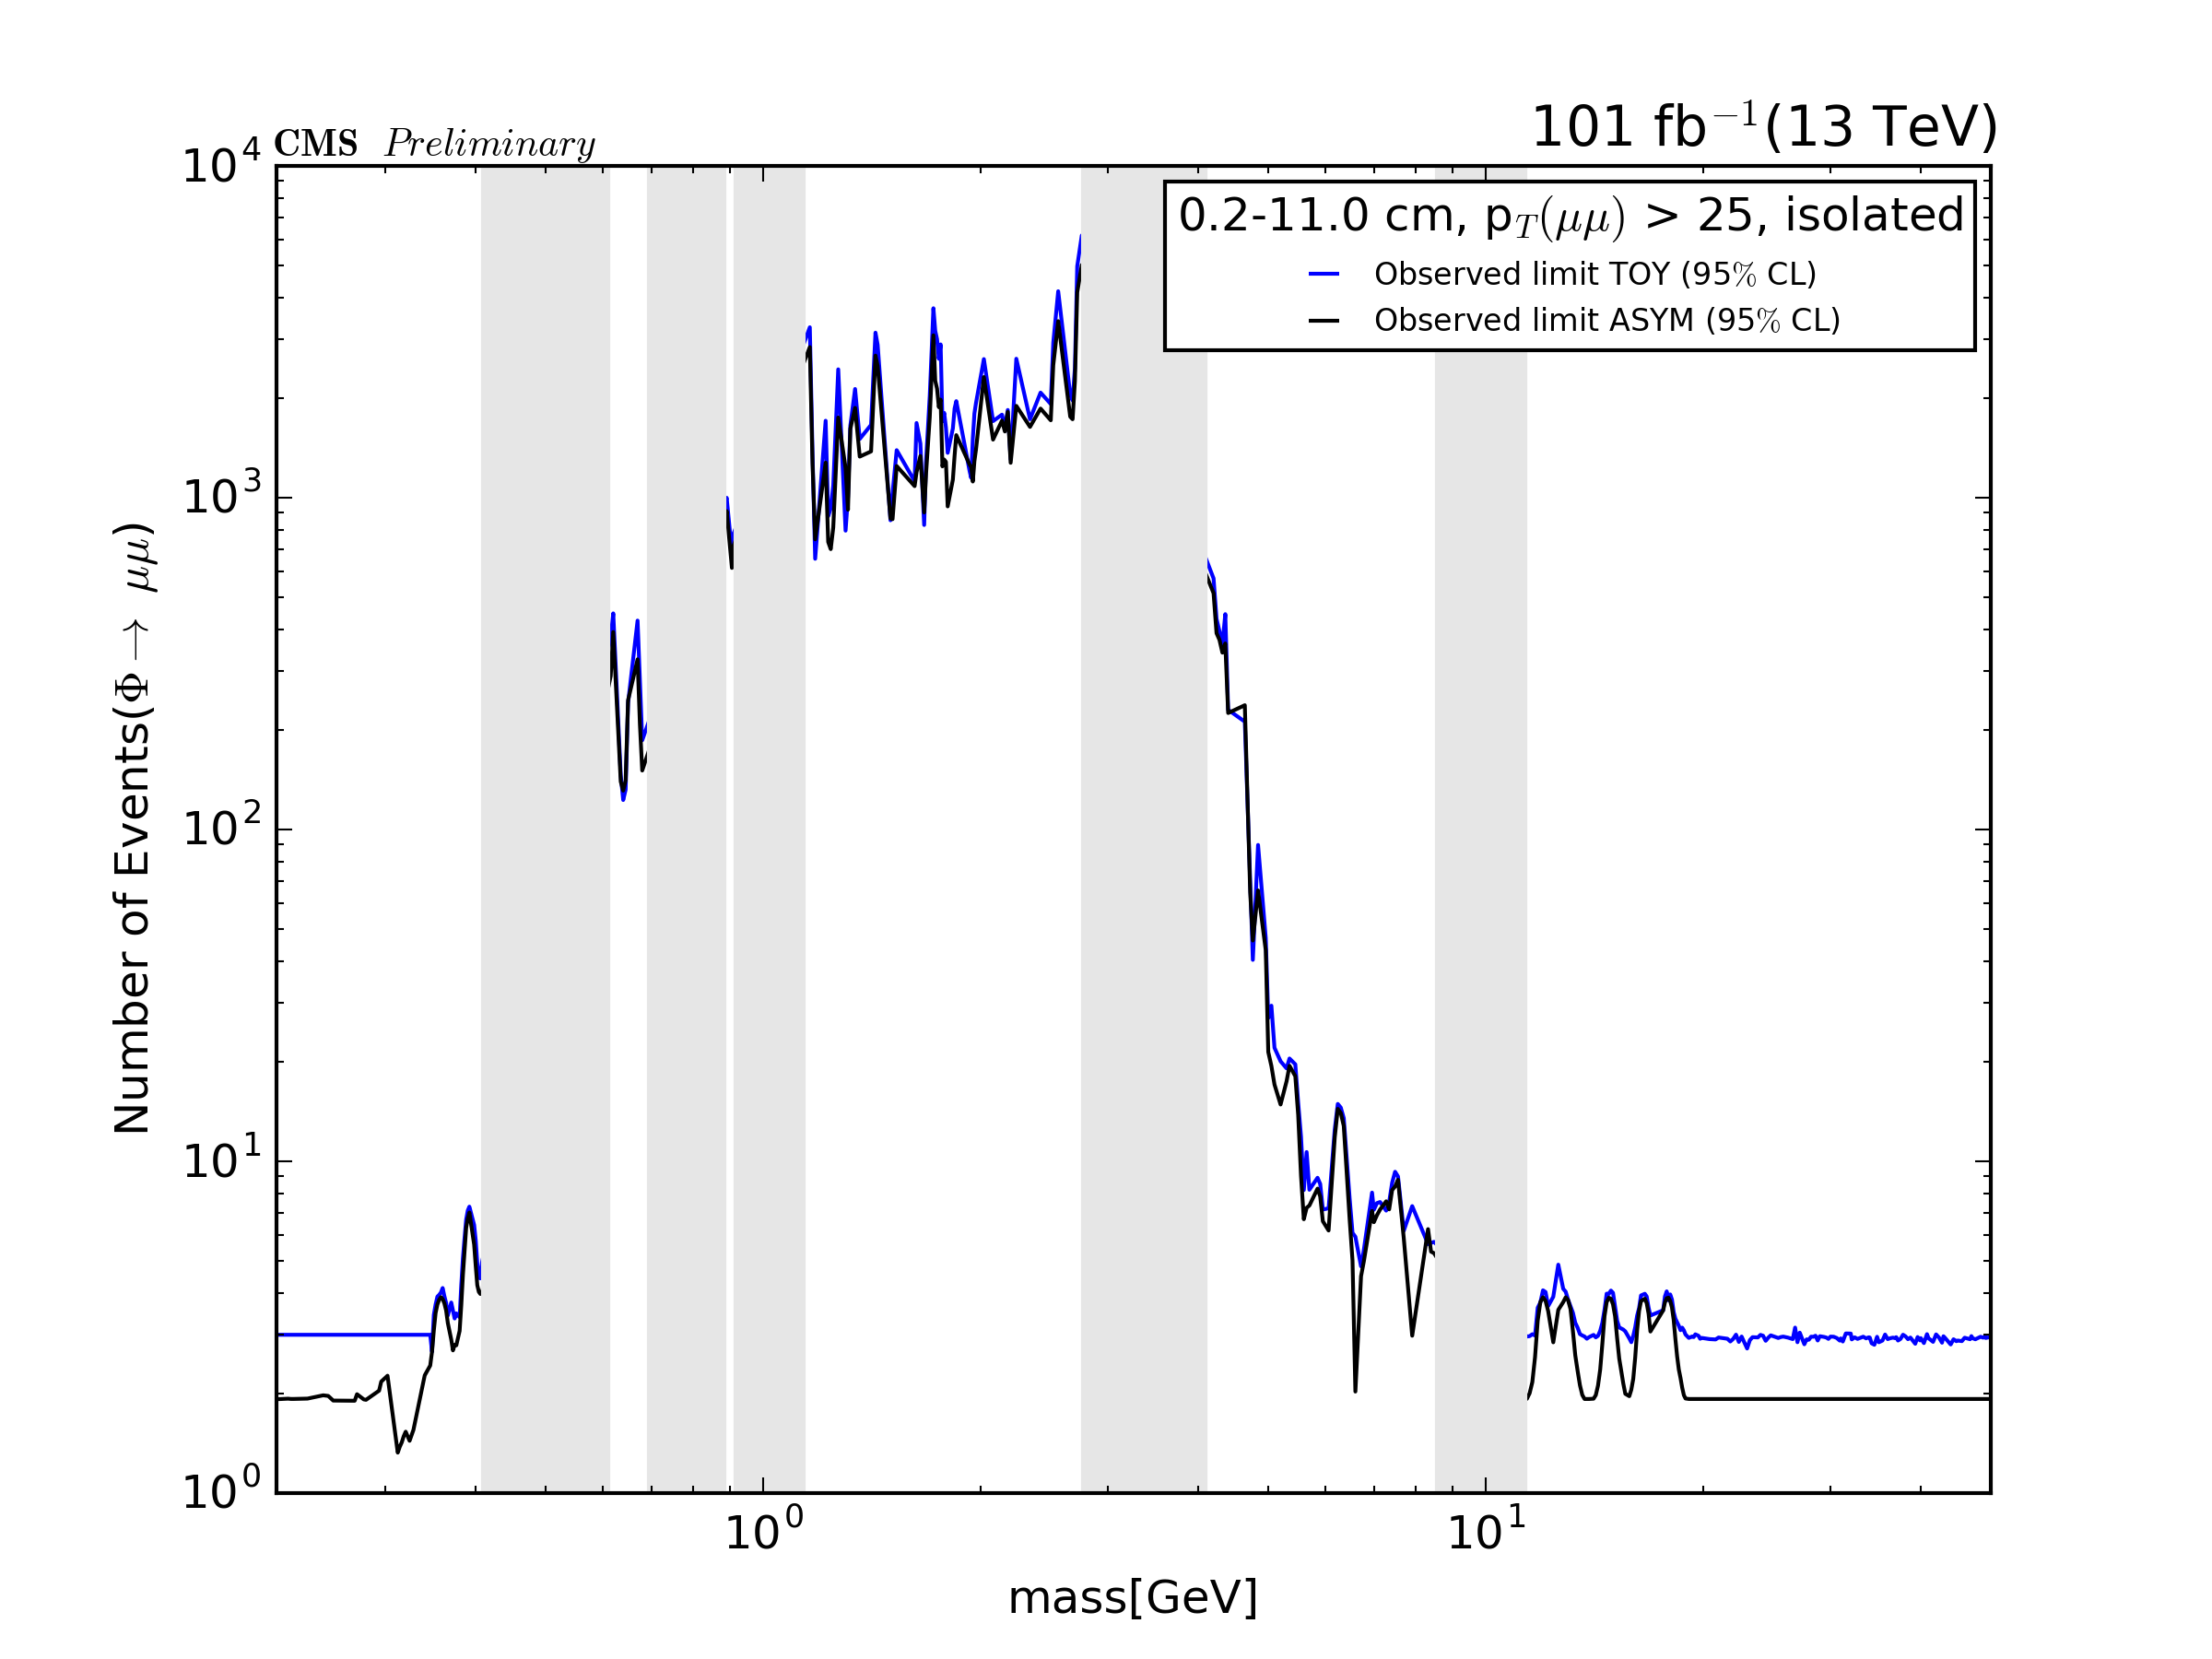 CMS Preliminary
101 fb⁻¹(13 TeV)
0.2-11.0 cm, p_T(μμ) > 25, isolated
Observed limit TOY (95% CL)
Observed limit ASYM (95% CL)
Number of Events(Φ → μμ)
10⁴
10³
10²
10¹
10⁰
10⁰
10¹
mass[GeV]